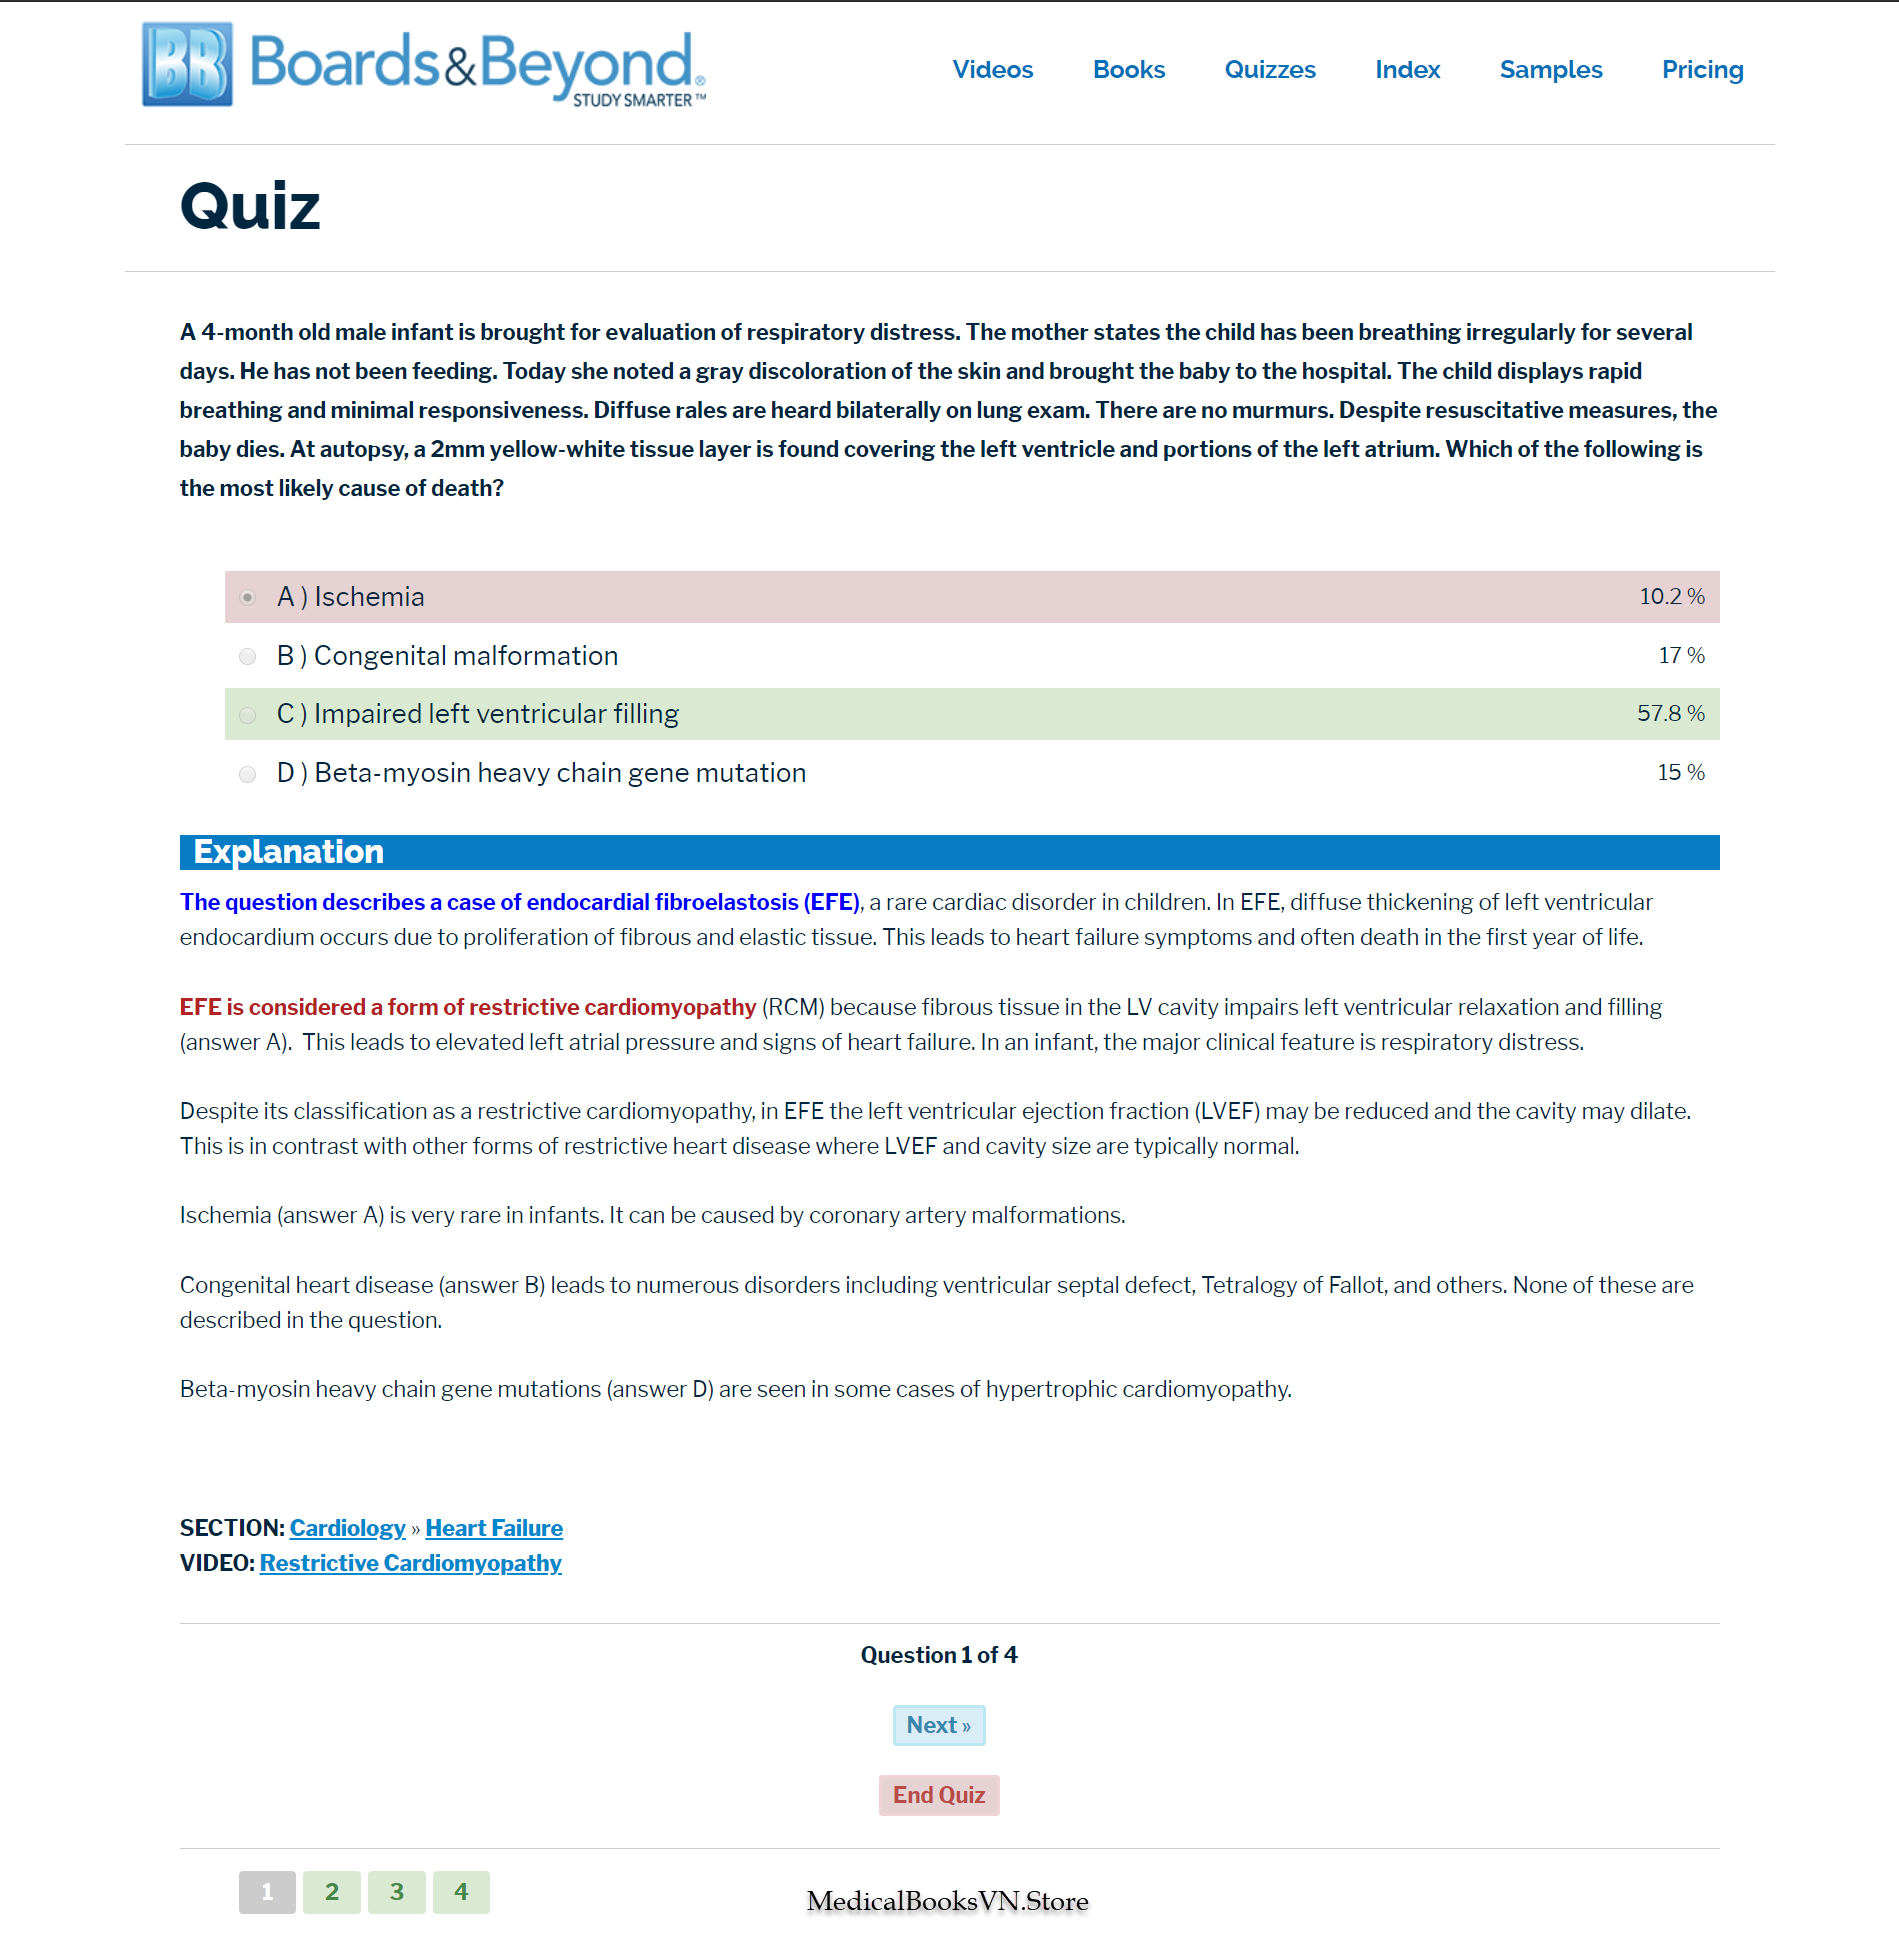 BB Boards&Beyond®
STUDY SMARTER™
Videos Books Quizzes Index Samples Pricing
Quiz
A 4-month old male infant is brought for evaluation of respiratory distress. The mother states the child has been breathing irregularly for several
days. He has not been feeding. Today she noted a gray discoloration of the skin and brought the baby to the hospital. The child displays rapid
breathing and minimal responsiveness. Diffuse rales are heard bilaterally on lung exam. There are no murmurs. Despite resuscitative measures, the
baby dies. At autopsy, a 2mm yellow-white tissue layer is found covering the left ventricle and portions of the left atrium. Which of the following is
the most likely cause of death?
A ) Ischemia 10.2 %
B ) Congenital malformation 17 %
C ) Impaired left ventricular filling 57.8 %
D ) Beta-myosin heavy chain gene mutation 15 %
Explanation
The question describes a case of endocardial fibroelastosis (EFE), a rare cardiac disorder in children. In EFE, diffuse thickening of left ventricular
endocardium occurs due to proliferation of fibrous and elastic tissue. This leads to heart failure symptoms and often death in the first year of life.
EFE is considered a form of restrictive cardiomyopathy (RCM) because fibrous tissue in the LV cavity impairs left ventricular relaxation and filling
(answer A). This leads to elevated left atrial pressure and signs of heart failure. In an infant, the major clinical feature is respiratory distress.
Despite its classification as a restrictive cardiomyopathy, in EFE the left ventricular ejection fraction (LVEF) may be reduced and the cavity may dilate.
This is in contrast with other forms of restrictive heart disease where LVEF and cavity size are typically normal.
Ischemia (answer A) is very rare in infants. It can be caused by coronary artery malformations.
Congenital heart disease (answer B) leads to numerous disorders including ventricular septal defect, Tetralogy of Fallot, and others. None of these are
described in the question.
Beta-myosin heavy chain gene mutations (answer D) are seen in some cases of hypertrophic cardiomyopathy.
SECTION: Cardiology » Heart Failure
VIDEO: Restrictive Cardiomyopathy
Question 1 of 4
Next »
End Quiz
1 2 3 4
MedicalBooksVN.Store